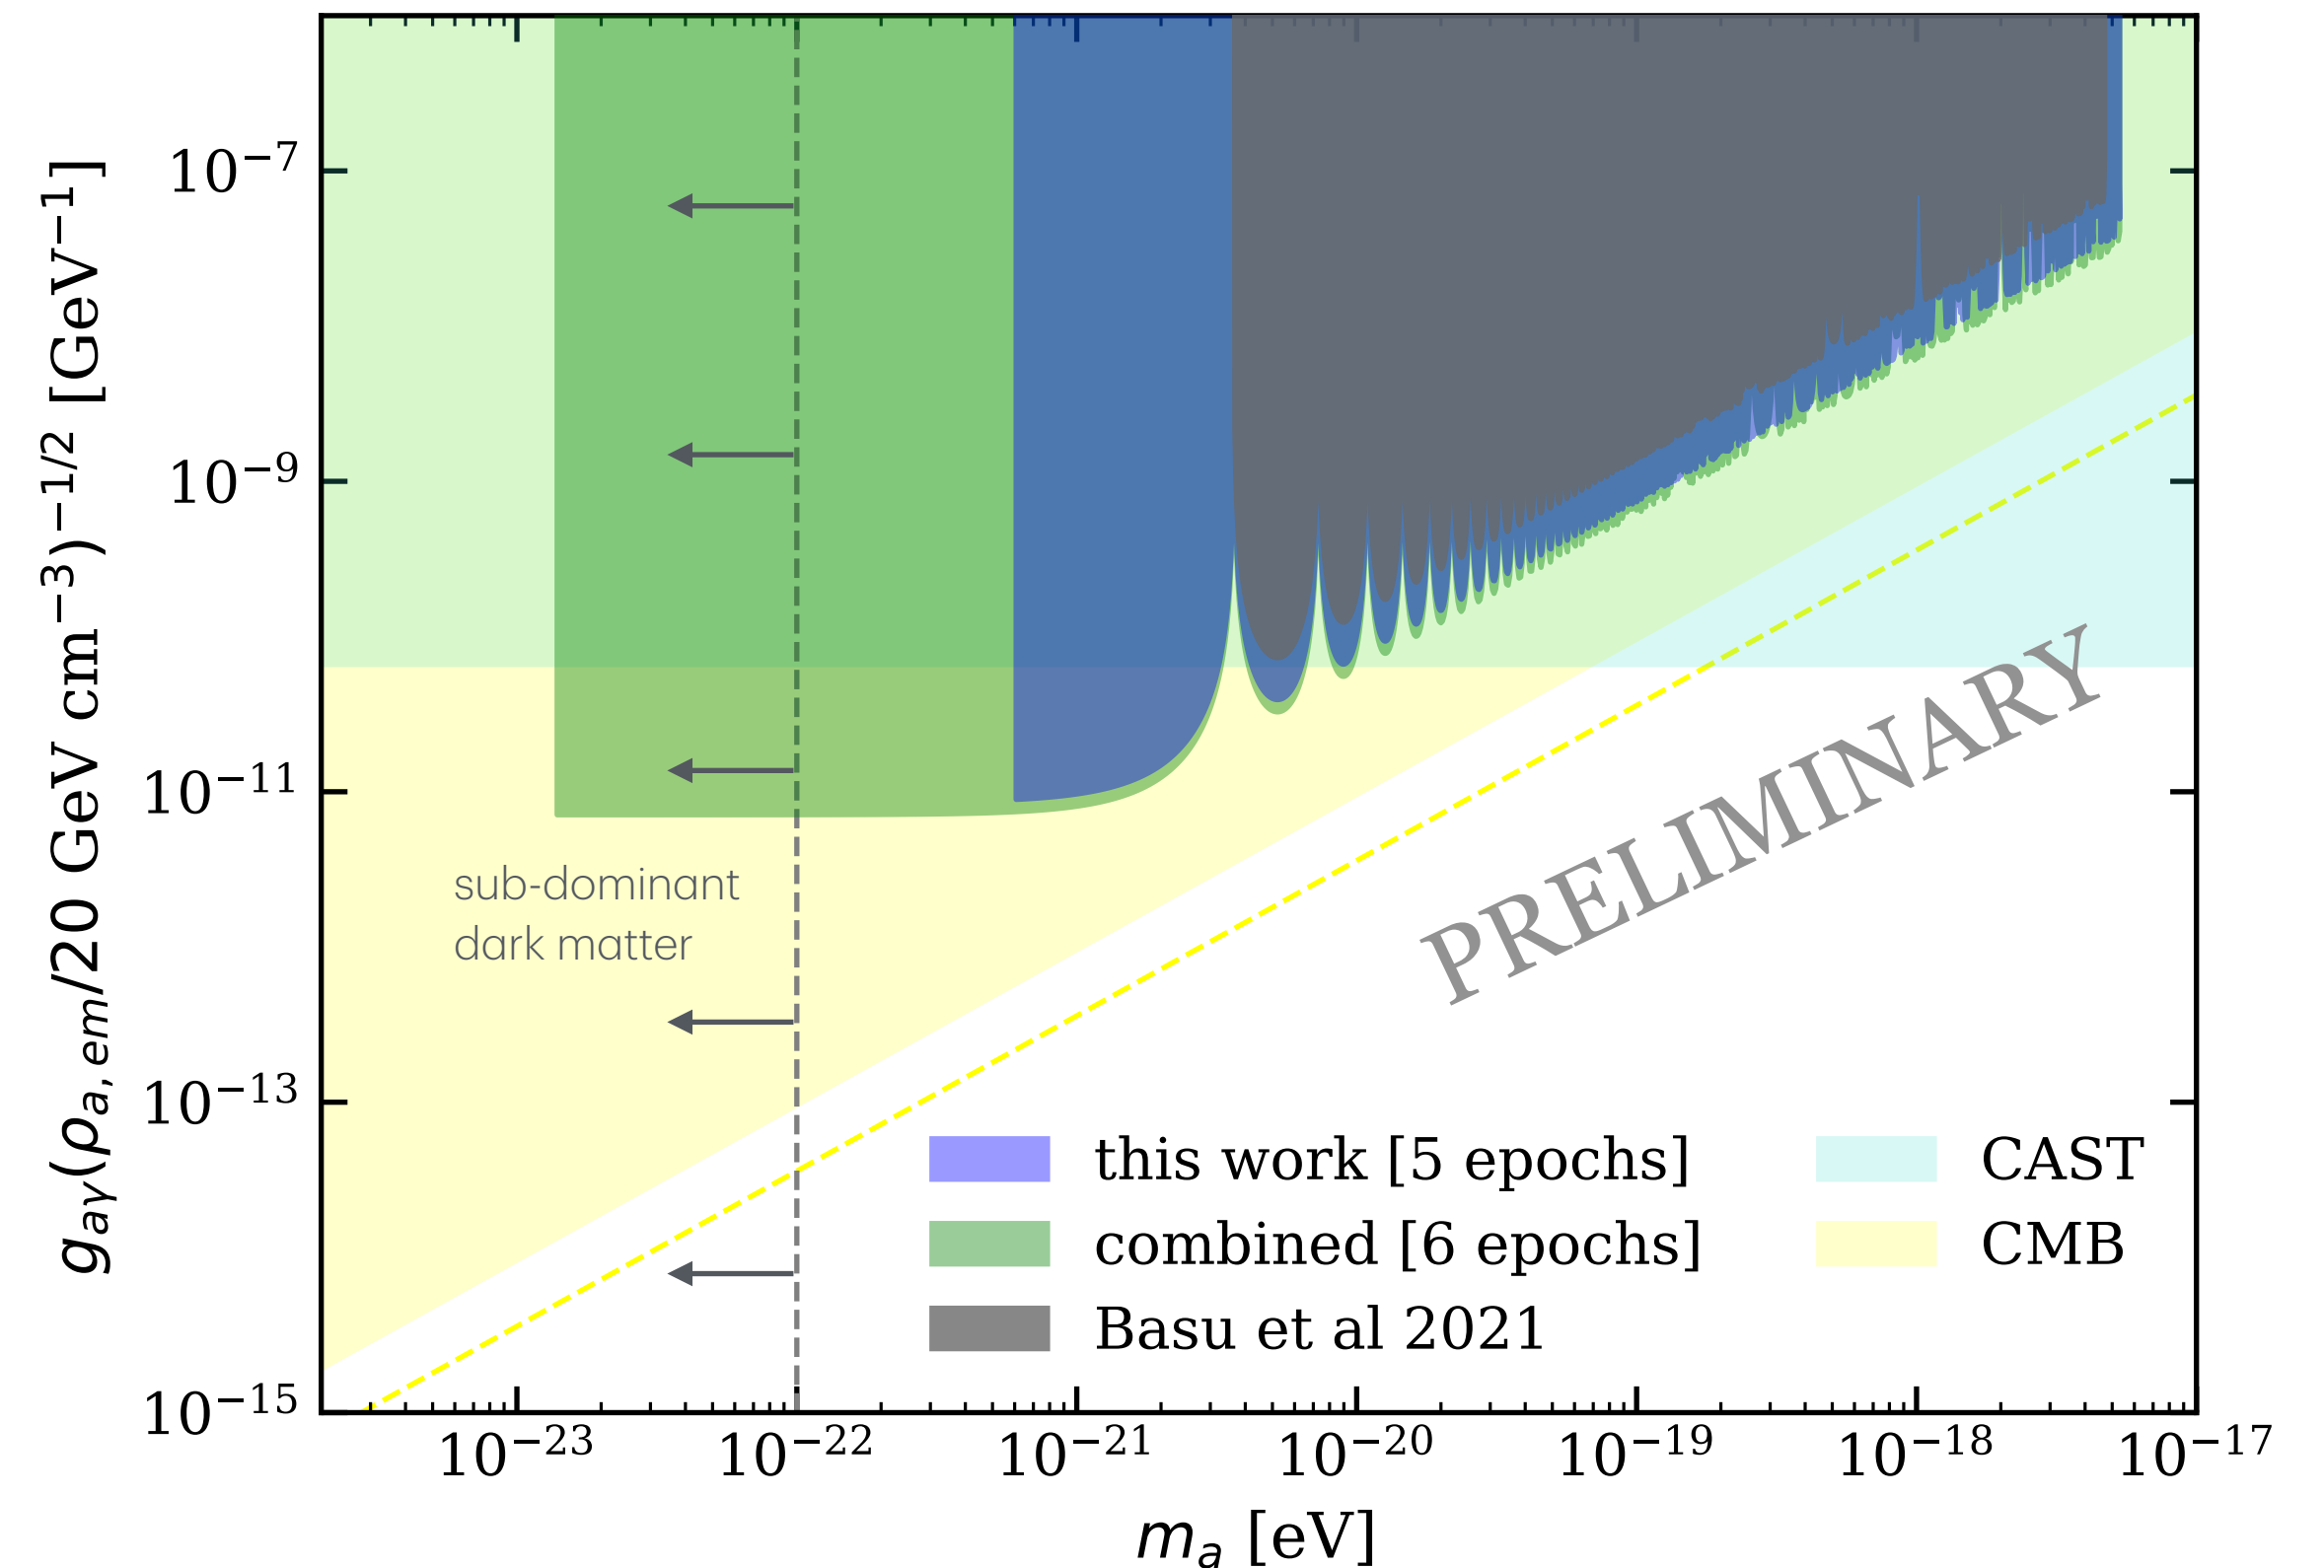 g_{aγ}(ρ_{a,em}/20 GeV cm^{−3})^{−1/2} [GeV^{−1}]
10^{−7}
10^{−9}
10^{−11}
10^{−13}
10^{−15}
sub-dominant
dark matter
PRELIMINARY
this work [5 epochs]
combined [6 epochs]
Basu et al 2021
CAST
CMB
10^{−23}
10^{−22}
10^{−21}
10^{−20}
10^{−19}
10^{−18}
10^{−17}
m_a [eV]